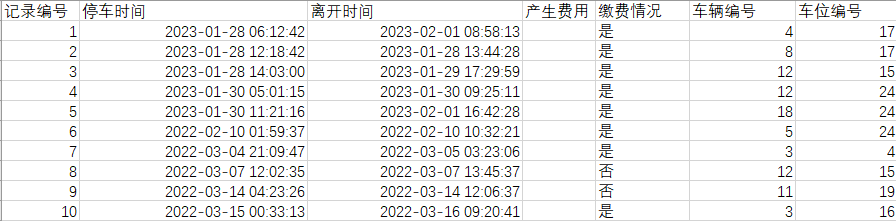 记录编号 停车时间 离开时间 产生费用 缴费情况 车辆编号 车位编号
1 2023-01-28 06:12:42 2023-02-01 08:58:13 是 4 17
2 2023-01-28 12:18:42 2023-01-28 13:44:28 是 8 17
3 2023-01-28 14:03:00 2023-01-29 17:29:59 是 12 15
4 2023-01-30 05:01:15 2023-01-30 09:25:11 是 12 24
5 2023-01-30 11:21:16 2023-02-01 16:42:28 是 18 24
6 2022-02-10 01:59:37 2022-02-10 10:32:21 是 5 24
7 2022-03-04 21:09:47 2022-03-05 03:23:06 是 3 4
8 2022-03-07 12:02:35 2022-03-07 13:45:37 否 12 15
9 2022-03-14 04:23:26 2022-03-14 12:06:37 否 11 19
10 2022-03-15 00:33:13 2022-03-16 09:20:41 是 3 16